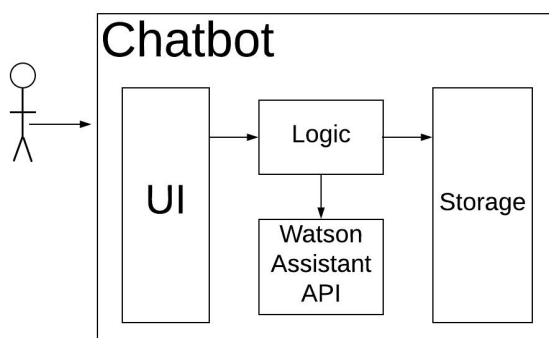 Chatbot
UI
Logic
Watson
Assistant
API
Storage